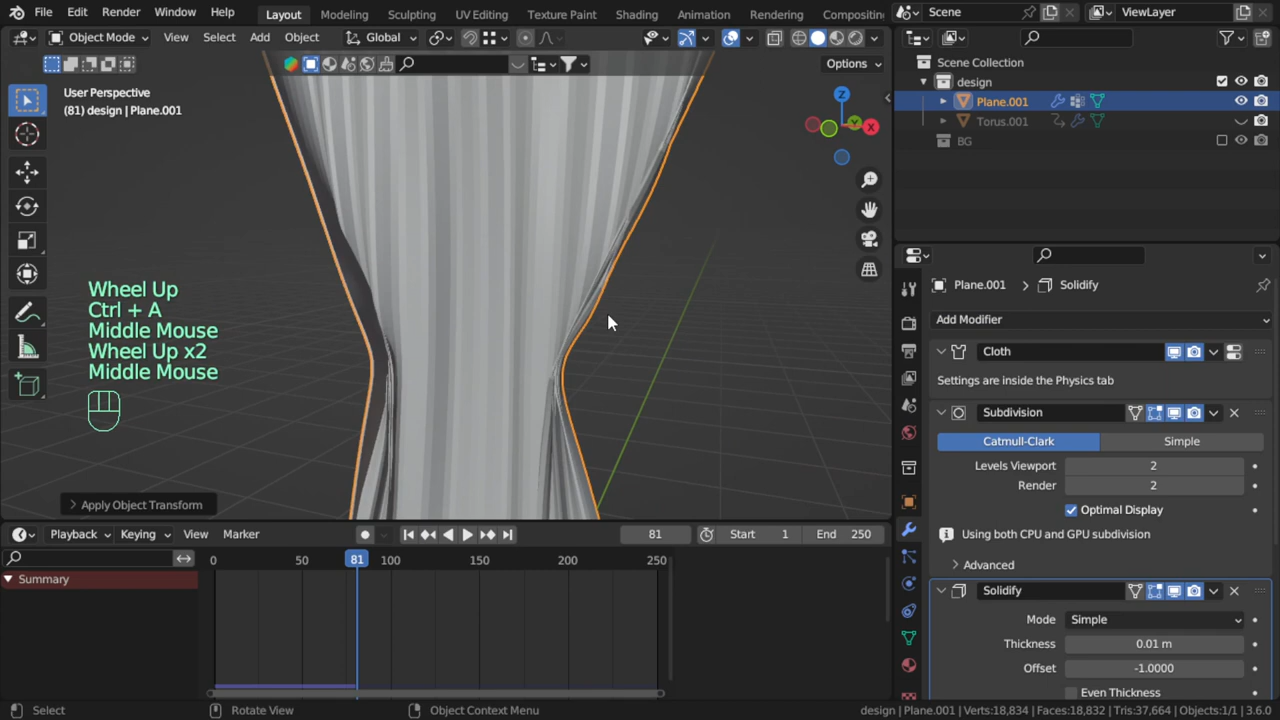 File Edit Render Window Help Layout Modeling Sculpting UV Editing Texture Paint Shading Animation Rendering Compositin Scene ViewLayer
Object Mode View Select Add Object Global
Options
User Perspective
(81) design | Plane.001
Z
Y
X
Wheel Up
Ctrl + A
Middle Mouse
Wheel Up x2
Middle Mouse
Apply Object Transform
Scene Collection
design
Plane.001
Torus.001
BG
Plane.001 Solidify
Add Modifier
Cloth
Settings are inside the Physics tab
Subdivision
Catmull-Clark Simple
Levels Viewport 2
Render 2
Optimal Display
Using both CPU and GPU subdivision
Advanced
Solidify
Mode Simple
Thickness 0.01 m
Offset -1.0000
Even Thickness
Playback Keying View Marker 81 Start 1 End 250
0 50 81 100 150 200 250
Summary
Select Rotate View Object Context Menu design | Plane.001 | Verts:18,834 | Faces:18,832 | Tris:37,664 | Objects:1/1 | 3.6.0